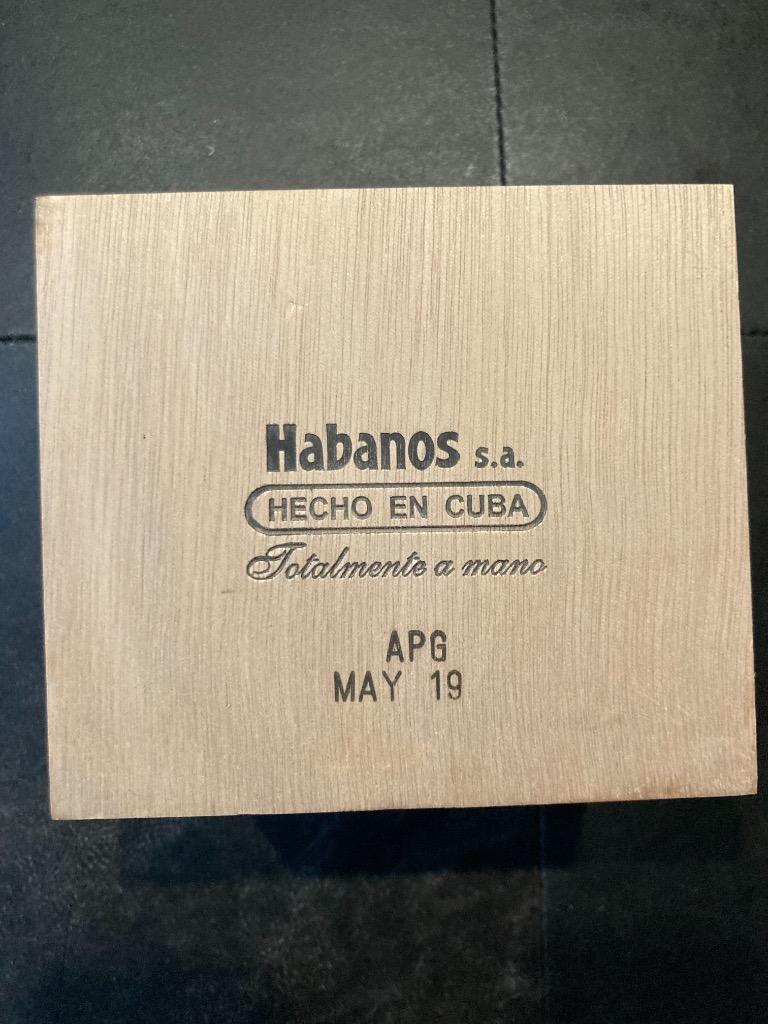 Habanos s.a.
HECHO EN CUBA
Totalmente a mano
APG
MAY 19